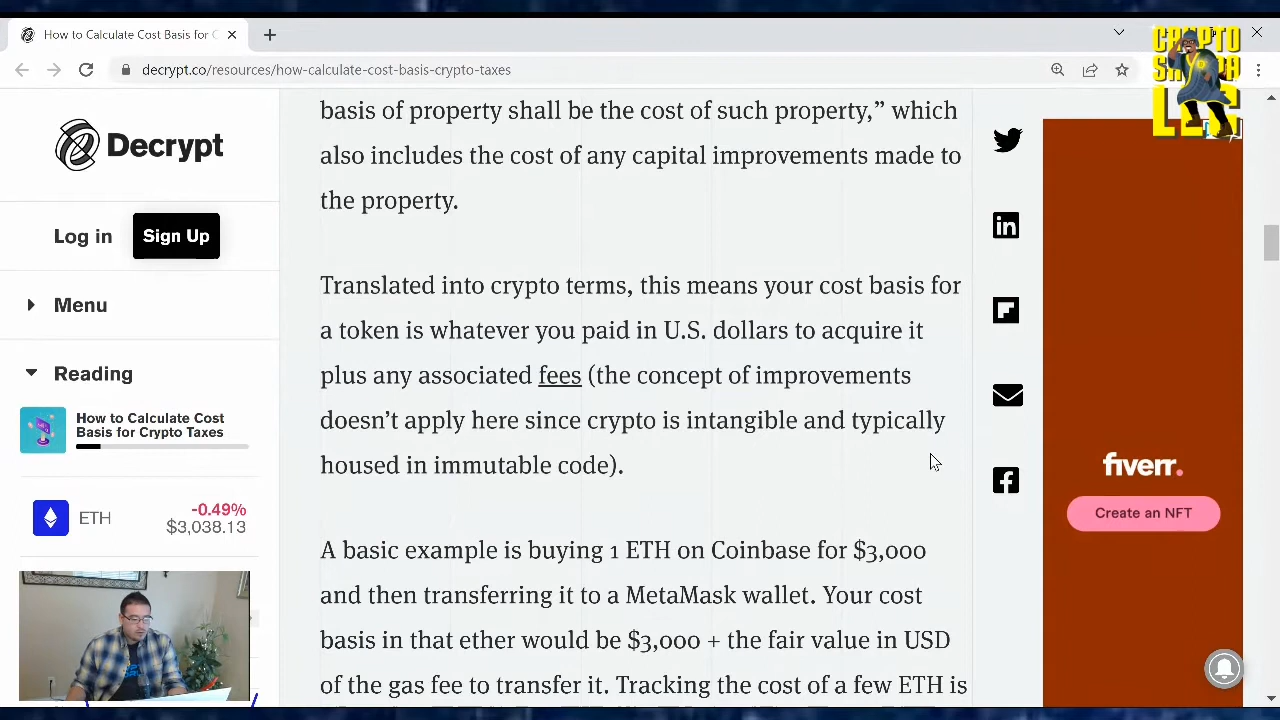 How to Calculate Cost Basis for C
decrypt.co/resources/how-calculate-cost-basis-crypto-taxes
CRYPTO
LEE
Decrypt
Log in
Sign Up
Menu
Reading
How to Calculate Cost
Basis for Crypto Taxes
ETH
-0.49%
$3,038.13
basis of property shall be the cost of such property,” which
also includes the cost of any capital improvements made to
the property.
Translated into crypto terms, this means your cost basis for
a token is whatever you paid in U.S. dollars to acquire it
plus any associated fees (the concept of improvements
doesn’t apply here since crypto is intangible and typically
housed in immutable code).
A basic example is buying 1 ETH on Coinbase for $3,000
and then transferring it to a MetaMask wallet. Your cost
basis in that ether would be $3,000 + the fair value in USD
of the gas fee to transfer it. Tracking the cost of a few ETH is
fiverr.
Create an NFT